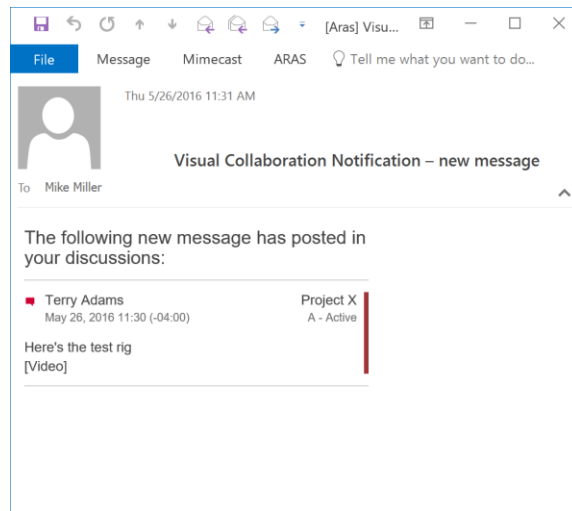 [Aras] Visu...
File Message Mimecast ARAS Tell me what you want to do...
Thu 5/26/2016 11:31 AM
Visual Collaboration Notification – new message
To Mike Miller
The following new message has posted in
your discussions:
Terry Adams Project X
May 26, 2016 11:30 (-04:00) A - Active
Here's the test rig
[Video]